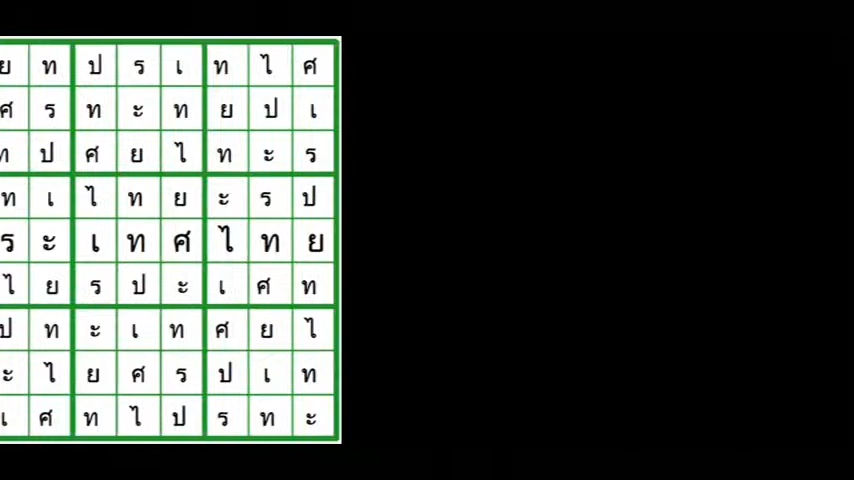 ย ท ป ร เ ท ไ ศ
ศ ร ท ะ ท ย ป เ
ท ป ศ ย ไ ท ะ ร
ท เ ไ ท ย ะ ร ป
ร ะ เ ท ศ ไ ท ย
ไ ย ร ป ะ เ ศ ท
ป ท ะ เ ท ศ ย ไ
ะ ไ ย ศ ร ป เ ท
เ ศ ท ไ ป ร ท ะ